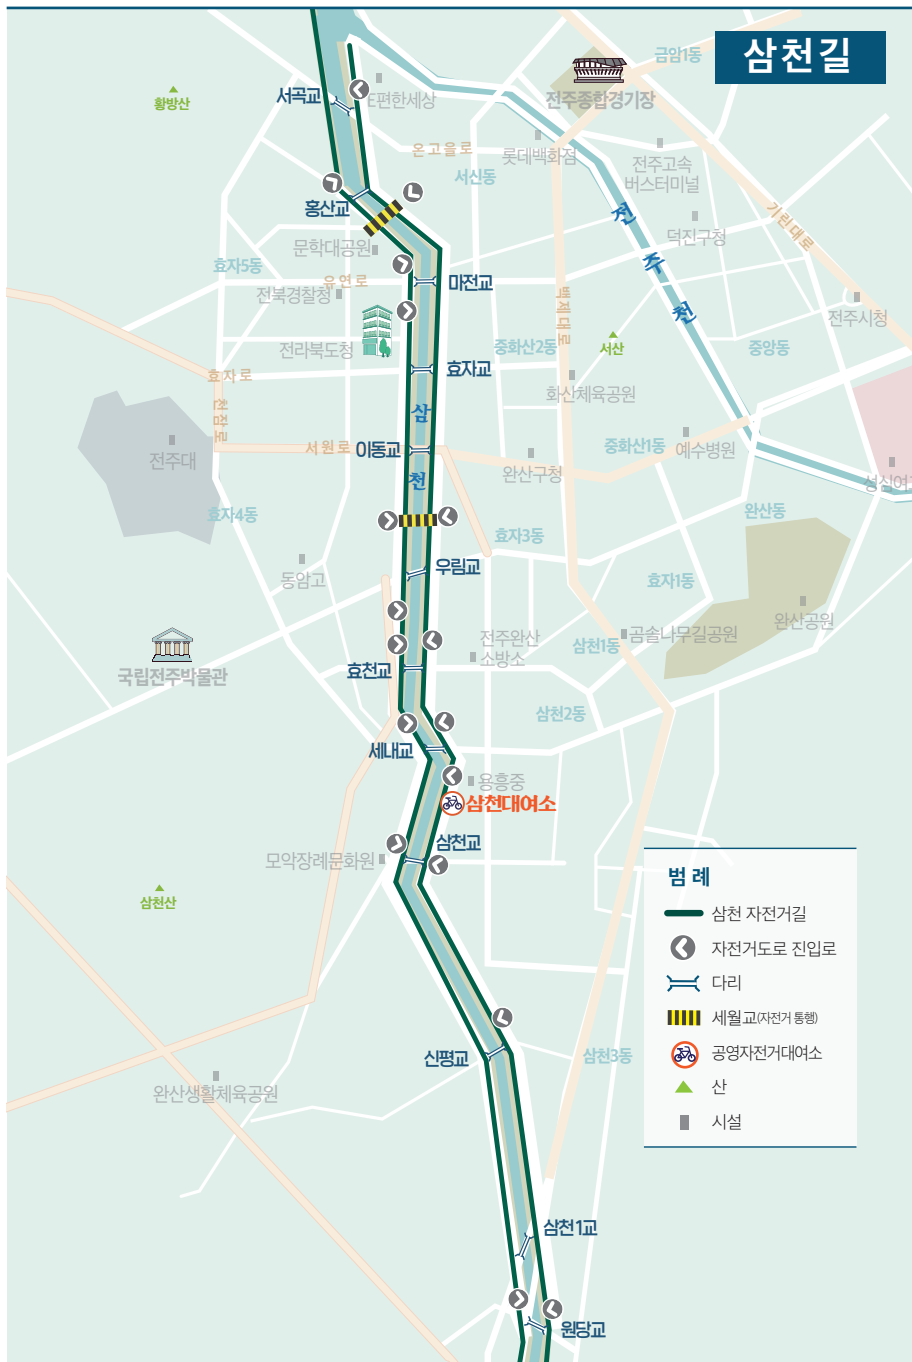 삼천길
금암1동
서곡교
E편한세상
황방산
전주종합경기장
온고을로
롯데백화점
서신동
전주고속
버스터미널
홍산교
전
기린대로
문학대공원
덕진구청
효자5동
주
유연로
마전교
전북경찰청
백제대로
천
전주시청
전라북도청
중화산2동
서산
중앙동
효자교
효자로
화산체육공원
천잠로
삼
서원로
이동교
중화산1동
예수병원
전주대
완산구청
천
성심여
효자4동
완산동
효자3동
우림교
동암고
효자1동
완산공원
전주완산
소방소
곰솔나무길공원
삼천1동
국립전주박물관
효천교
삼천2동
세내교
용흥중
삼천대여소
삼천교
모악장례문화원
삼천산
범 례
삼천 자전거길
자전거도로 진입로
다리
세월교(자전거 통행)
공영자전거대여소
산
시설
신평교
삼천3동
완산생활체육공원
삼천1교
원당교